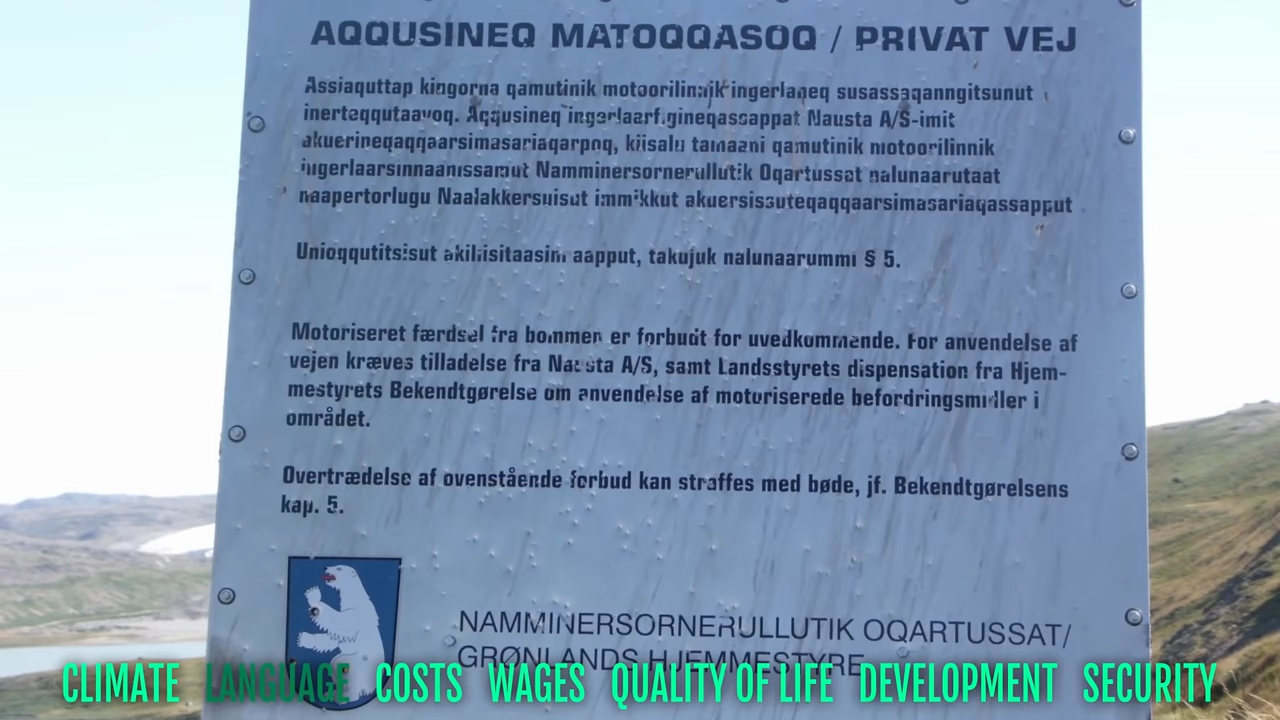 AQQUSINEQ MATOQQASOQ / PRIVAT VEJ
Assiaquttap kingorna qamutinik motoorilinnik ingerlaneq susassaqanngitsunut
inerteqqutaavoq. Aqqusineq ingerlaarfigineqassappat Nausta A/S-imit
akuerineqaqqaarsimasariaqarpoq, kiisalu tamaani qamutinik motoorilinnik
ingerlaarsinnaanissamut Namminersornerullutik Oqartussat nalunaarutaat
naapertorlugu Naalakkersuisut immikkut akuersissuteqaqqaarsimasariaqassapput
Unioqqutitsisut akiliisitaasinnaapput, takujuk nalunaarummi § 5.
Motoriseret færdsel fra bommen er forbudt for uvedkommende. For anvendelse af
vejen kræves tilladelse fra Nausta A/S, samt Landsstyrets dispensation fra Hjem-
mestyrets Bekendtgørelse om anvendelse af motoriserede befordringsmidler i
området.
Overtrædelse af ovenstående forbud kan straffes med bøde, jf. Bekendtgørelsens
kap. 5.
NAMMINERSORNERULLUTIK OQARTUSSAT/
GRØNLANDS HJEMMESTYRE
CLIMATE LANGUAGE COSTS WAGES QUALITY OF LIFE DEVELOPMENT SECURITY